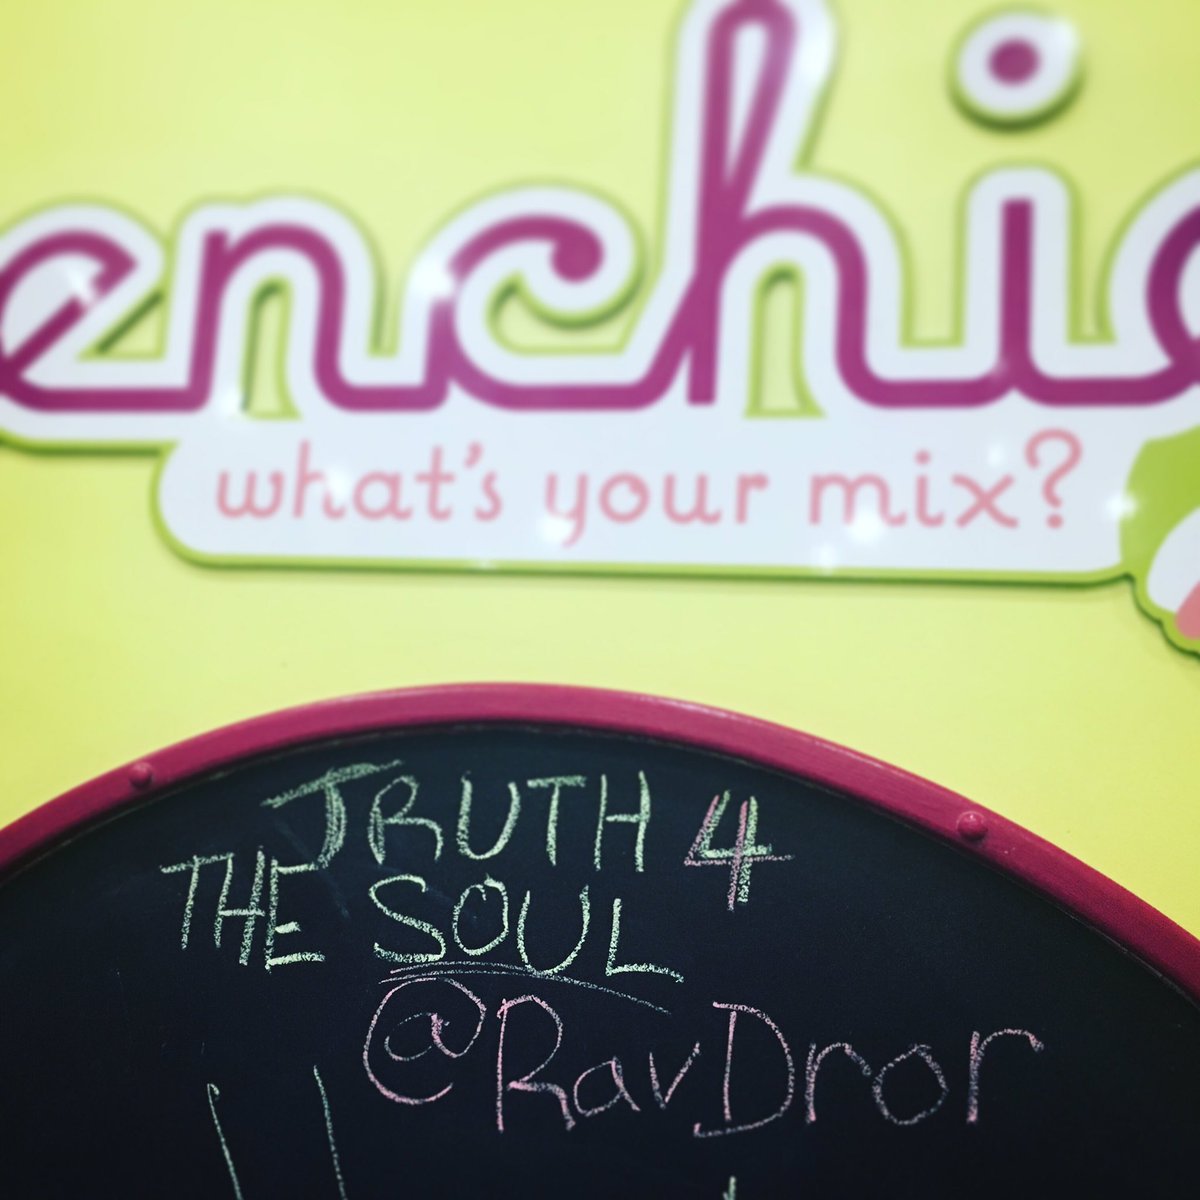 enchi
what's your mix?
TRUTH 4
THE SOUL
@RavDror